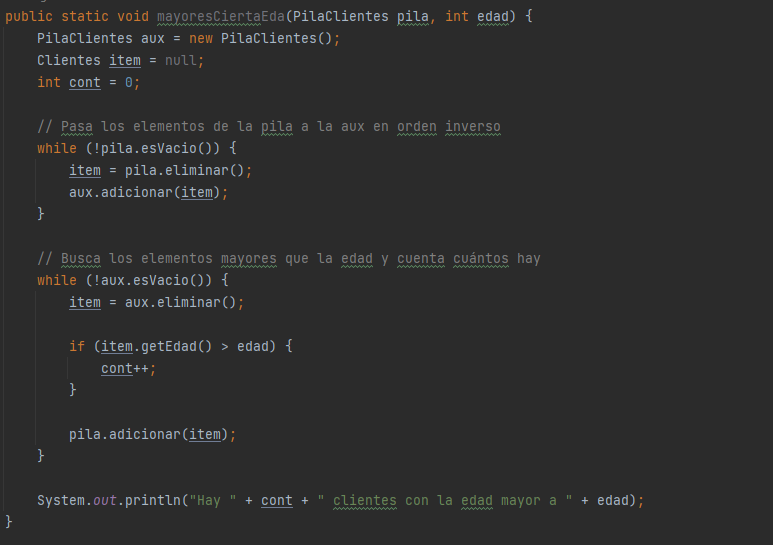 public static void mayoresCiertaEda(PilaClientes pila, int edad) {
    PilaClientes aux = new PilaClientes();
    Clientes item = null;
    int cont = 0;

    // Pasa los elementos de la pila a la aux en orden inverso
    while (!pila.esVacio()) {
        item = pila.eliminar();
        aux.adicionar(item);
    }

    // Busca los elementos mayores que la edad y cuenta cuántos hay
    while (!aux.esVacio()) {
        item = aux.eliminar();

        if (item.getEdad() > edad) {
            cont++;
        }

        pila.adicionar(item);
    }

    System.out.println("Hay " + cont + " clientes con la edad mayor a " + edad);
}